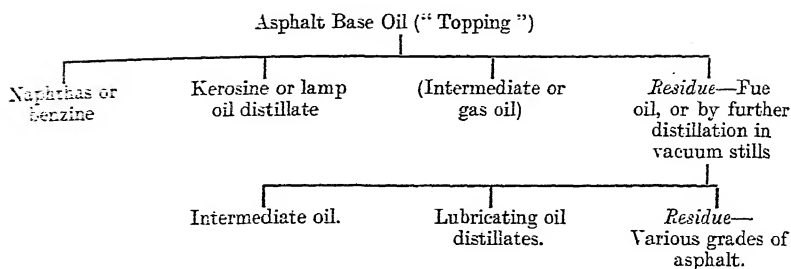 Asphalt Base Oil (“ Topping ”)
Naphthas or
benzine
Kerosine or lamp
oil distillate
(Intermediate or
gas oil)
Residue—Fue
oil, or by further
distillation in
vacuum stills
Intermediate oil.
Lubricating oil
distillates.
Residue—
Various grades of
asphalt.